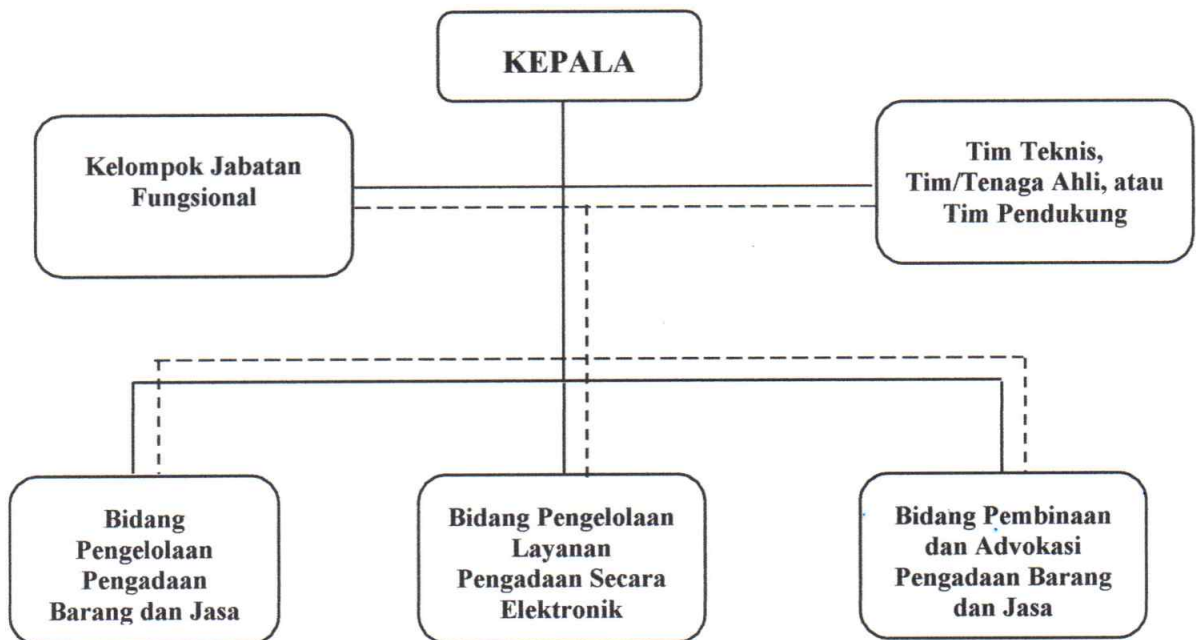 KEPALA
Kelompok Jabatan
Fungsional
Tim Teknis,
Tim/Tenaga Ahli, atau
Tim Pendukung
Bidang
Pengelolaan
Pengadaan
Barang dan Jasa
Bidang Pengelolaan
Layanan
Pengadaan Secara
Elektronik
Bidang Pembinaan
dan Advokasi
Pengadaan Barang
dan Jasa